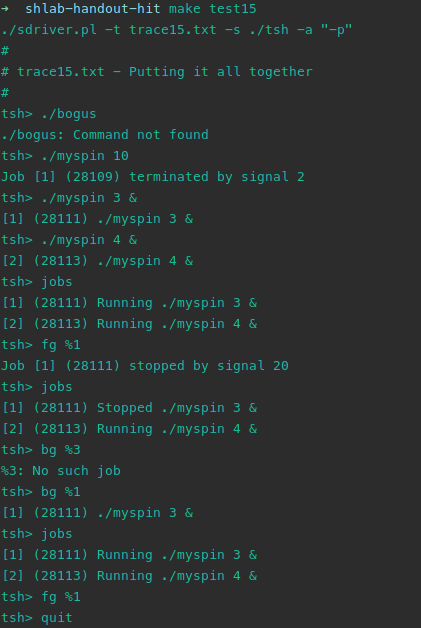 ➜  shlab-handout-hit make test15
./sdriver.pl -t trace15.txt -s ./tsh -a "-p"
#
# trace15.txt - Putting it all together
#
tsh> ./bogus
./bogus: Command not found
tsh> ./myspin 10
Job [1] (28109) terminated by signal 2
tsh> ./myspin 3 &
[1] (28111) ./myspin 3 &
tsh> ./myspin 4 &
[2] (28113) ./myspin 4 &
tsh> jobs
[1] (28111) Running ./myspin 3 &
[2] (28113) Running ./myspin 4 &
tsh> fg %1
Job [1] (28111) stopped by signal 20
tsh> jobs
[1] (28111) Stopped ./myspin 3 &
[2] (28113) Running ./myspin 4 &
tsh> bg %3
%3: No such job
tsh> bg %1
[1] (28111) ./myspin 3 &
tsh> jobs
[1] (28111) Running ./myspin 3 &
[2] (28113) Running ./myspin 4 &
tsh> fg %1
tsh> quit